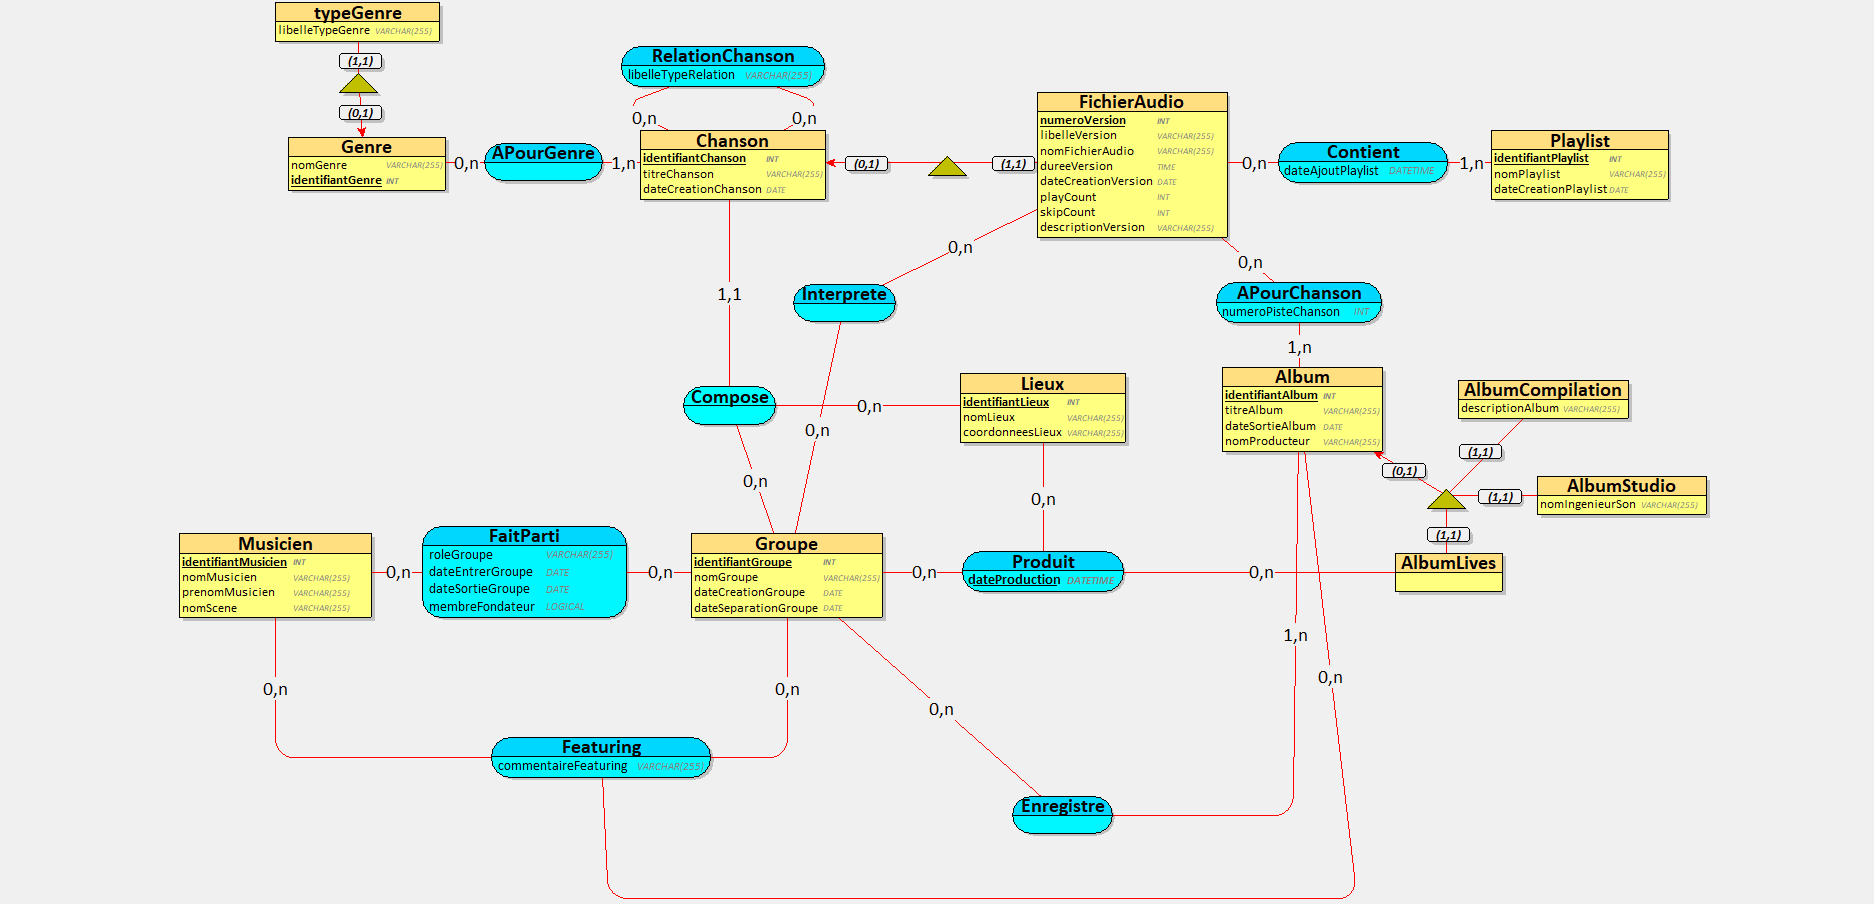 typeGenre
libelleTypeGenre VARCHAR(255)
(1,1)
(0,1)
Genre
nomGenre VARCHAR(255)
identifiantGenre INT
0,n
APourGenre
1,n
RelationChanson
libelleTypeRelation VARCHAR(255)
0,n
0,n
Chanson
identifiantChanson INT
titreChanson VARCHAR(255)
dateCreationChanson DATE
(0,1)
(1,1)
FichierAudio
numeroVersion INT
libelleVersion VARCHAR(255)
nomFichierAudio VARCHAR(255)
dureeVersion TIME
dateCreationVersion DATE
playCount INT
skipCount INT
descriptionVersion VARCHAR(255)
0,n
Contient
dateAjoutPlaylist DATETIME
1,n
Playlist
identifiantPlaylist INT
nomPlaylist VARCHAR(255)
dateCreationPlaylist DATE
0,n
0,n
1,1
Interprete
APourChanson
numeroPisteChanson INT
1,n
Compose
0,n
Lieux
identifiantLieux INT
nomLieux VARCHAR(255)
coordonneesLieux VARCHAR(255)
Album
identifiantAlbum INT
titreAlbum VARCHAR(255)
dateSortieAlbum DATE
nomProducteur VARCHAR(255)
AlbumCompilation
descriptionAlbum VARCHAR(255)
0,n
(1,1)
(0,1)
0,n
0,n
(1,1)
AlbumStudio
nomIngenieurSon VARCHAR(255)
(1,1)
Musicien
identifiantMusicien INT
nomMusicien VARCHAR(255)
prenomMusicien VARCHAR(255)
nomScene VARCHAR(255)
0,n
FaitParti
roleGroupe VARCHAR(255)
dateEntrerGroupe DATE
dateSortieGroupe DATE
membreFondateur LOGICAL
0,n
Groupe
identifiantGroupe INT
nomGroupe VARCHAR(255)
dateCreationGroupe DATE
dateSeparationGroupe DATE
0,n
Produit
dateProduction DATETIME
0,n
AlbumLives
1,n
0,n
0,n
0,n
0,n
Featuring
commentaireFeaturing VARCHAR(255)
Enregistre